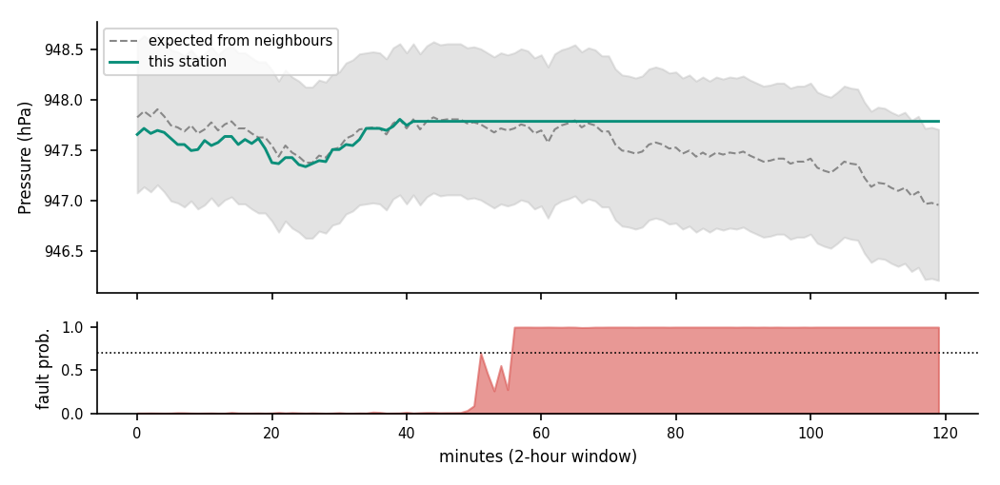 expected from neighbours
this station
948.5
948.0
947.5
947.0
946.5
Pressure (hPa)
1.0
0.5
0.0
fault prob.
0 20 40 60 80 100 120
minutes (2-hour window)